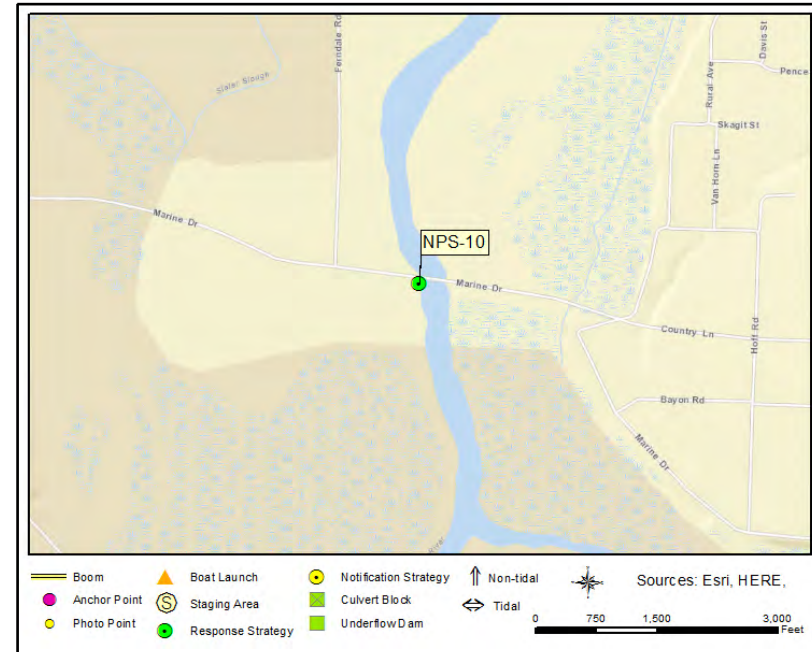 Ferndale Rd
Slater Slough
Rural Ave
Davis St
Pence
Skagit St
Van Horn Ln
Marine Dr
NPS-10
Marine Dr
Country Ln
Hoff Rd
Bayon Rd
Marine Dr
River
Boom
Boat Launch
Notification Strategy
Non-tidal
Sources: Esri, HERE,
Anchor Point
S
Staging Area
Culvert Block
Tidal
Photo Point
Response Strategy
Underflow Dam
0 750 1,500 3,000
Feet